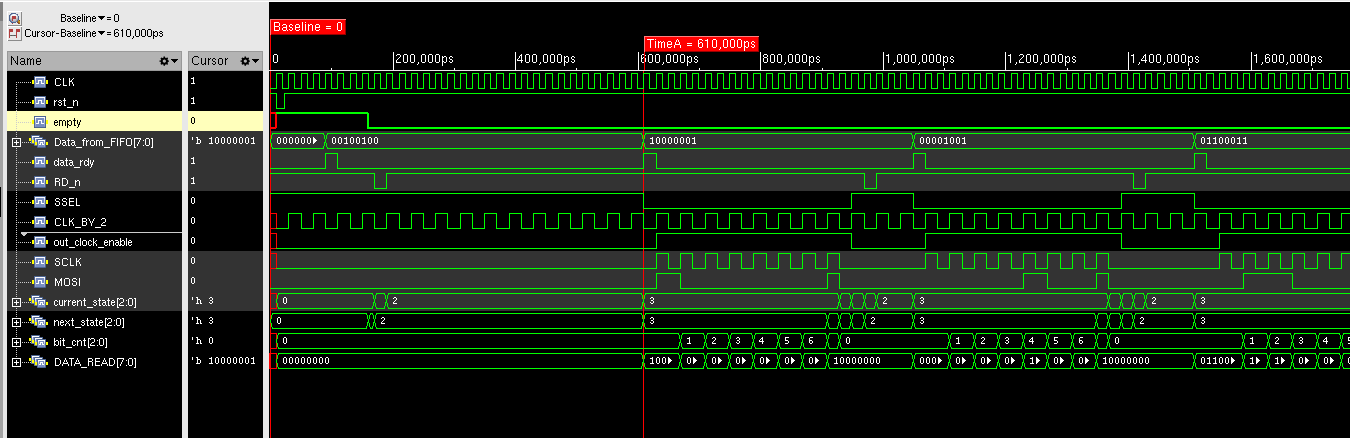 Baseline▼= 0
Cursor-Baseline▼= 610,000ps
Baseline = 0
TimeA = 610,000ps
Name Cursor 0 200,000ps 400,000ps 600,000ps 800,000ps 1,000,000ps 1,200,000ps 1,400,000ps 1,600,000ps
CLK 1
rst_n 1
empty 0
Data_from_FIFO[7:0] 'b 10000001 000000▶ 00100100 10000001 00001001 01100011
data_rdy 1
RD_n 1
SSEL 0
CLK_BY_2 0
out_clock_enable 0
SCLK 0
MOSI 0
current_state[2:0] 'h 3 0 2 3 2 3 2 3
next_state[2:0] 'h 3 0 2 3 2 3 2 3
bit_cnt[2:0] 'h 0 0 1 2 3 4 5 6 0 1 2 3 4 5 6 0 1 2 3 4
DATA_READ[7:0] 'b 10000001 00000000 100▶ 0▶ 0▶ 0▶ 0▶ 0▶ 0▶ 10000000 000▶ 0▶ 0▶ 1▶ 0▶ 0▶ 10000000 01100▶ 1▶ 1▶ 0▶ 0▶